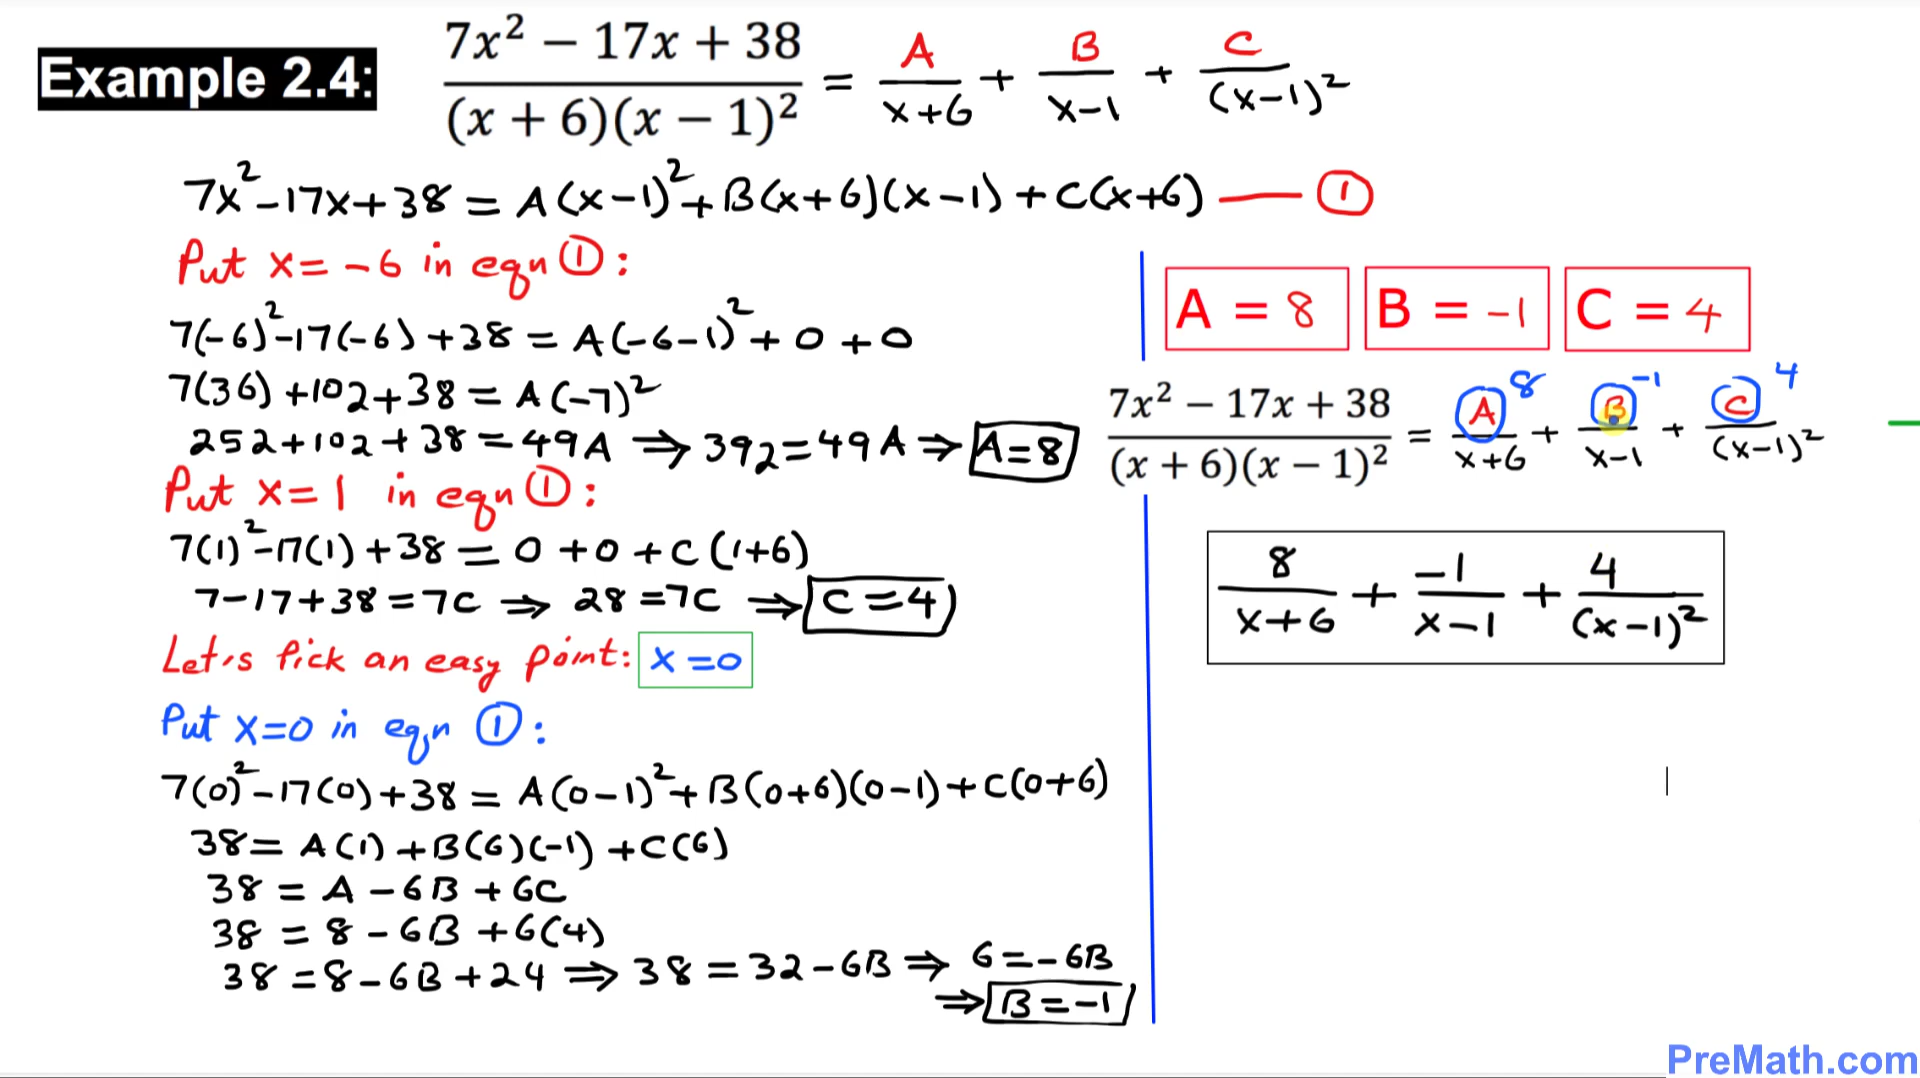 Example 2.4: (7x² − 17x + 38)/((x + 6)(x − 1)²) = A/(x+6) + B/(x−1) + C/(x−1)²
7x²−17x+38 = A(x−1)²+B(x+6)(x−1)+C(x+6) — ①
Put x=−6 in eqn ①:
7(−6)²−17(−6)+38 = A(−6−1)²+0+0
7(36)+102+38 = A(−7)²
252+102+38 = 49A ⇒ 392=49A ⇒ A=8
Put x=1 in eqn ①:
7(1)²−17(1)+38 = 0+0+C(1+6)
7−17+38=7C ⇒ 28=7C ⇒ C=4
Let's Pick an easy point: x=0
Put x=0 in eqn ①:
7(0)²−17(0)+38 = A(0−1)²+B(0+6)(0−1)+C(0+6)
38= A(1)+B(6)(−1)+C(6)
38 = A−6B+6C
38 = 8−6B+6(4)
38=8−6B+24 ⇒ 38=32−6B ⇒ 6=−6B
⇒ B=−1
A = 8 B = −1 C = 4
8 −1 4
(7x² − 17x + 38)/((x + 6)(x − 1)²) = A/(x+6) + B/(x−1) + C/(x−1)²
8/(x+6) + −1/(x−1) + 4/(x−1)²
PreMath.com